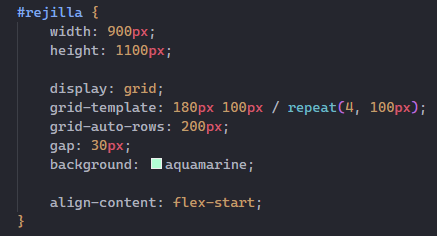 #rejilla {
width: 900px;
height: 1100px;
display: grid;
grid-template: 180px 100px / repeat(4, 100px);
grid-auto-rows: 200px;
gap: 30px;
background: aquamarine;
align-content: flex-start;
}